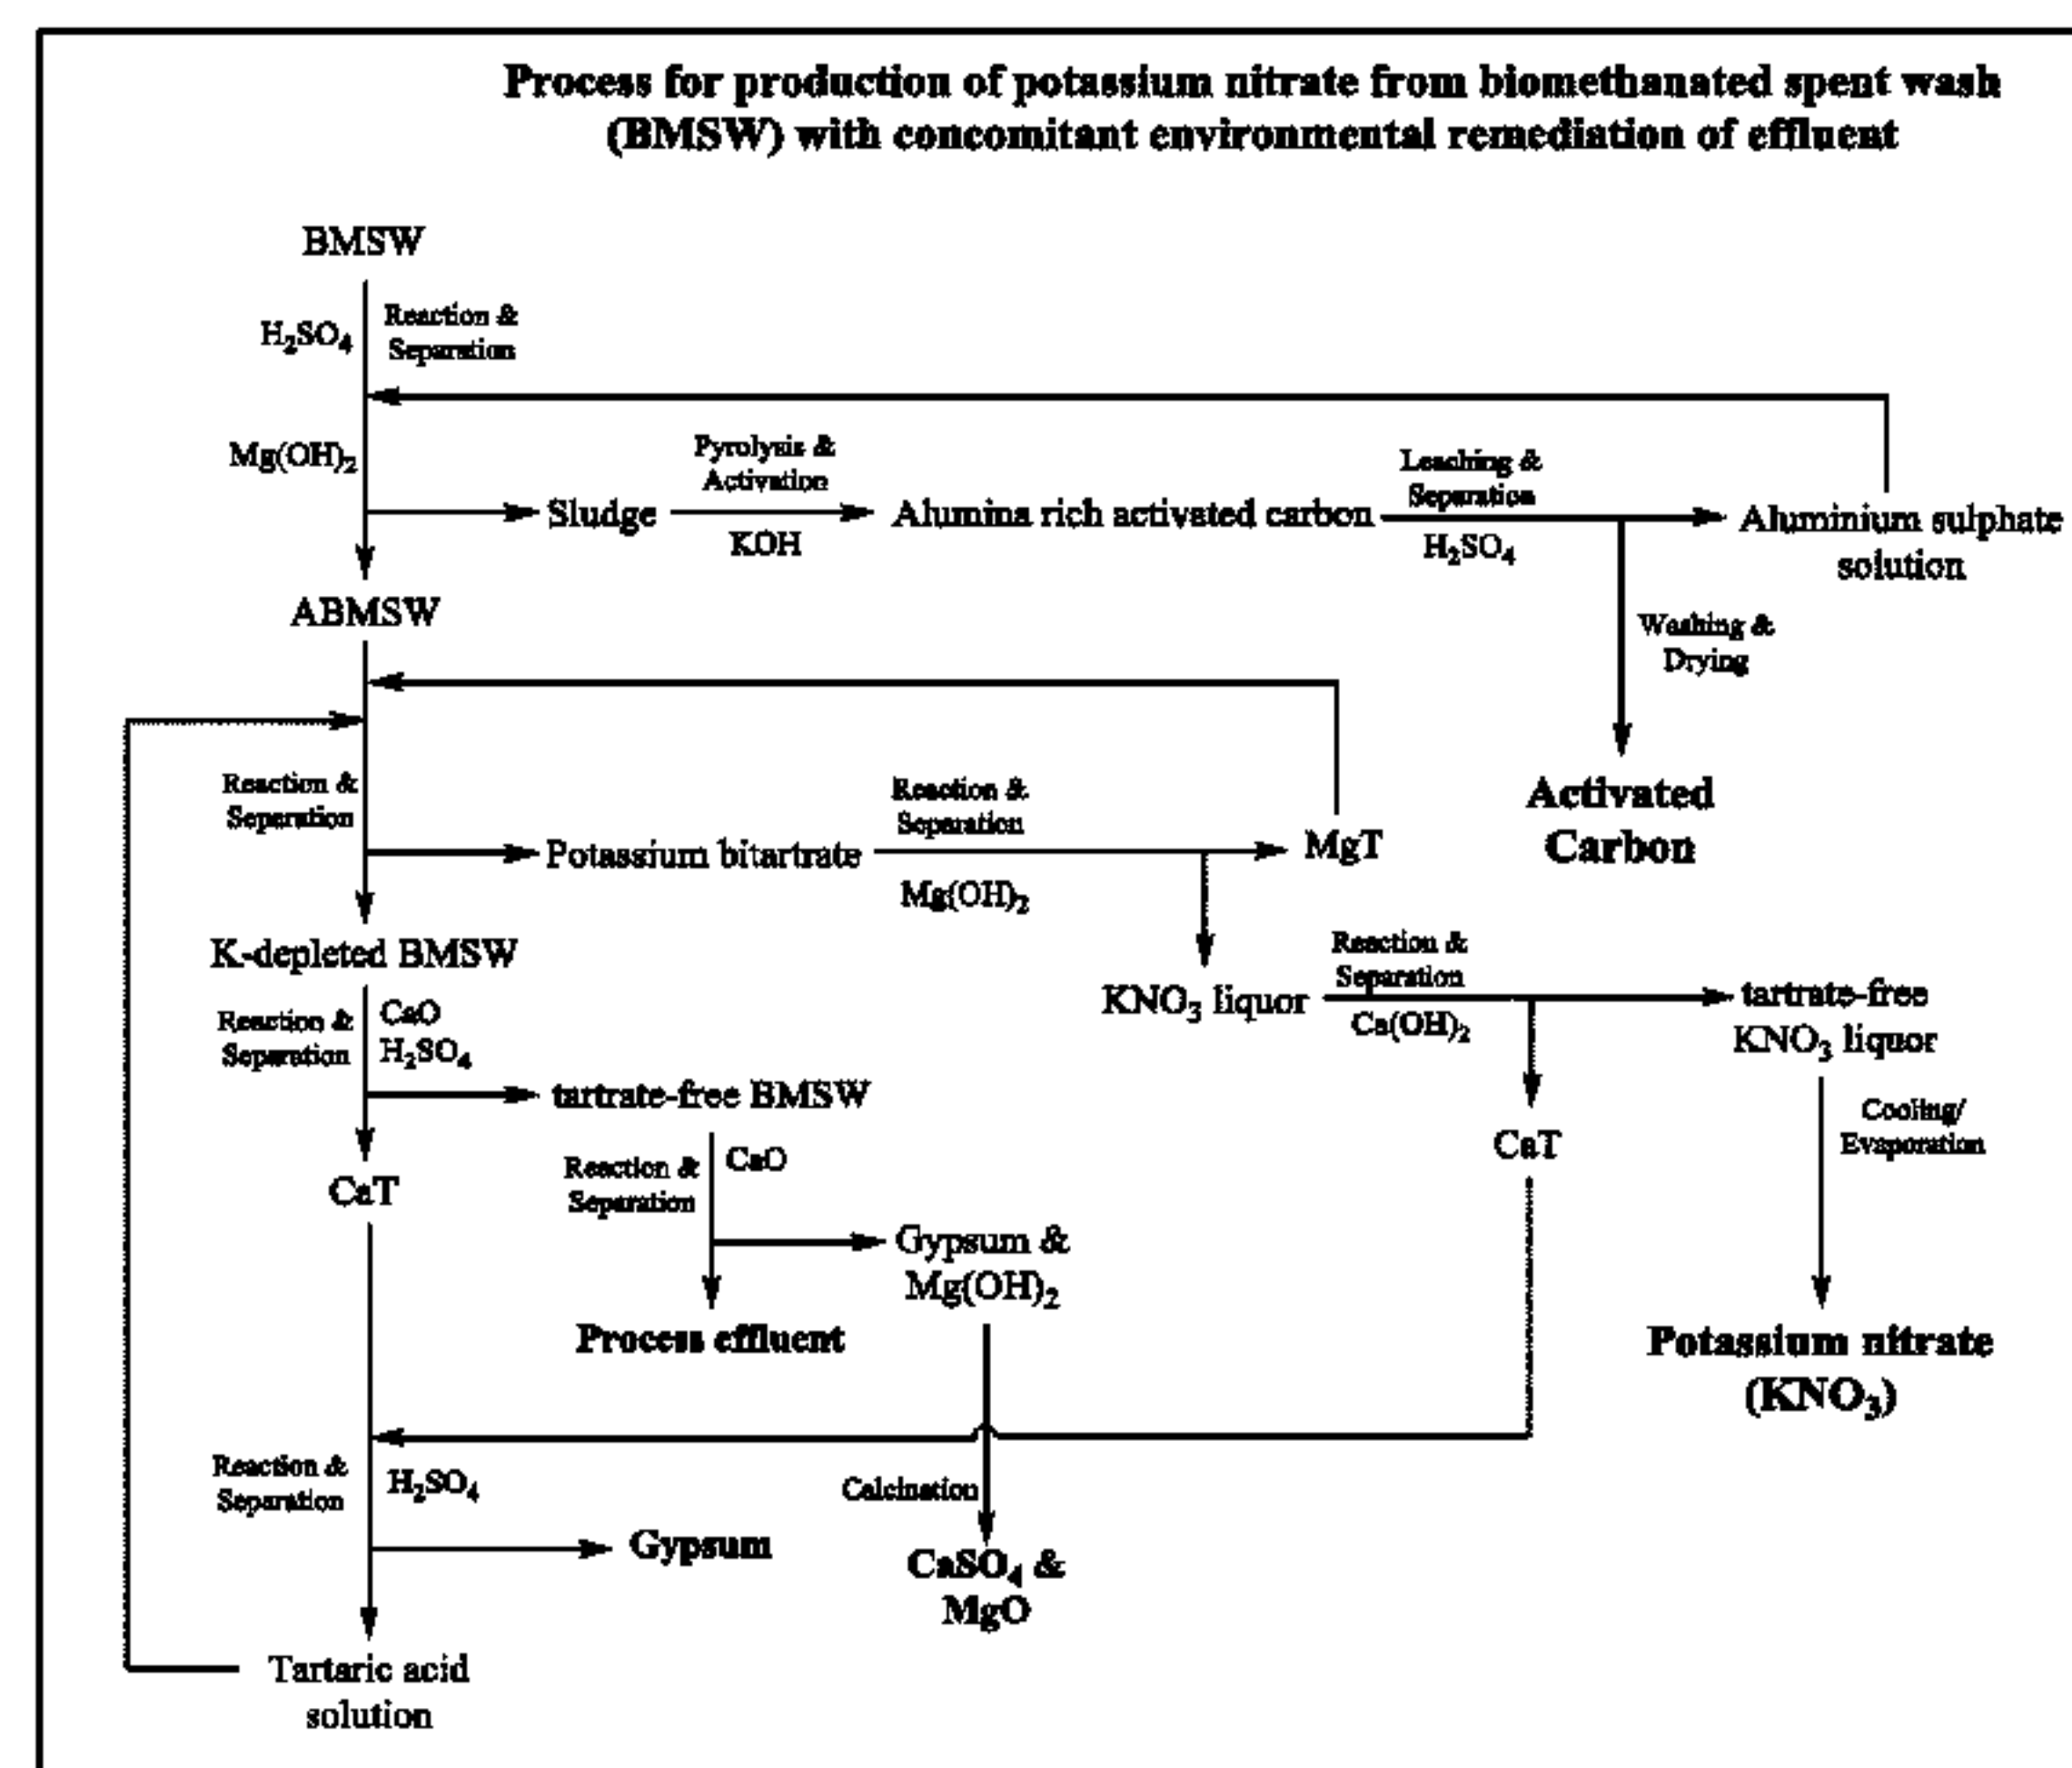 Process for production of potassium nitrate from biomethanated spent wash
(BMSW) with concomitant environmental remediation of effluent
BMSW
H₂SO₄
Reaction &
Separation
Mg(OH)₂
Sludge
Pyrolysis &
Activation
KOH
Alumina rich activated carbon
Leaching &
Separation
H₂SO₄
Aluminium sulphate
solution
ABMSW
Washing &
Drying
Activated
Carbon
Reaction &
Separation
Potassium bitartrate
Reaction &
Separation
Mg(OH)₂
MgT
K-depleted BMSW
KNO₃ liquor
Reaction &
Separation
Ca(OH)₂
tartrate-free
KNO₃ liquor
Reaction &
Separation
CaO
H₂SO₄
tartrate-free BMSW
CaT
Cooling/
Evaporation
CaT
Reaction &
Separation
CaO
Gypsum &
Mg(OH)₂
Process effluent
Potassium nitrate
(KNO₃)
Reaction &
Separation
H₂SO₄
Calcination
Gypsum
CaSO₄ &
MgO
Tartaric acid
solution